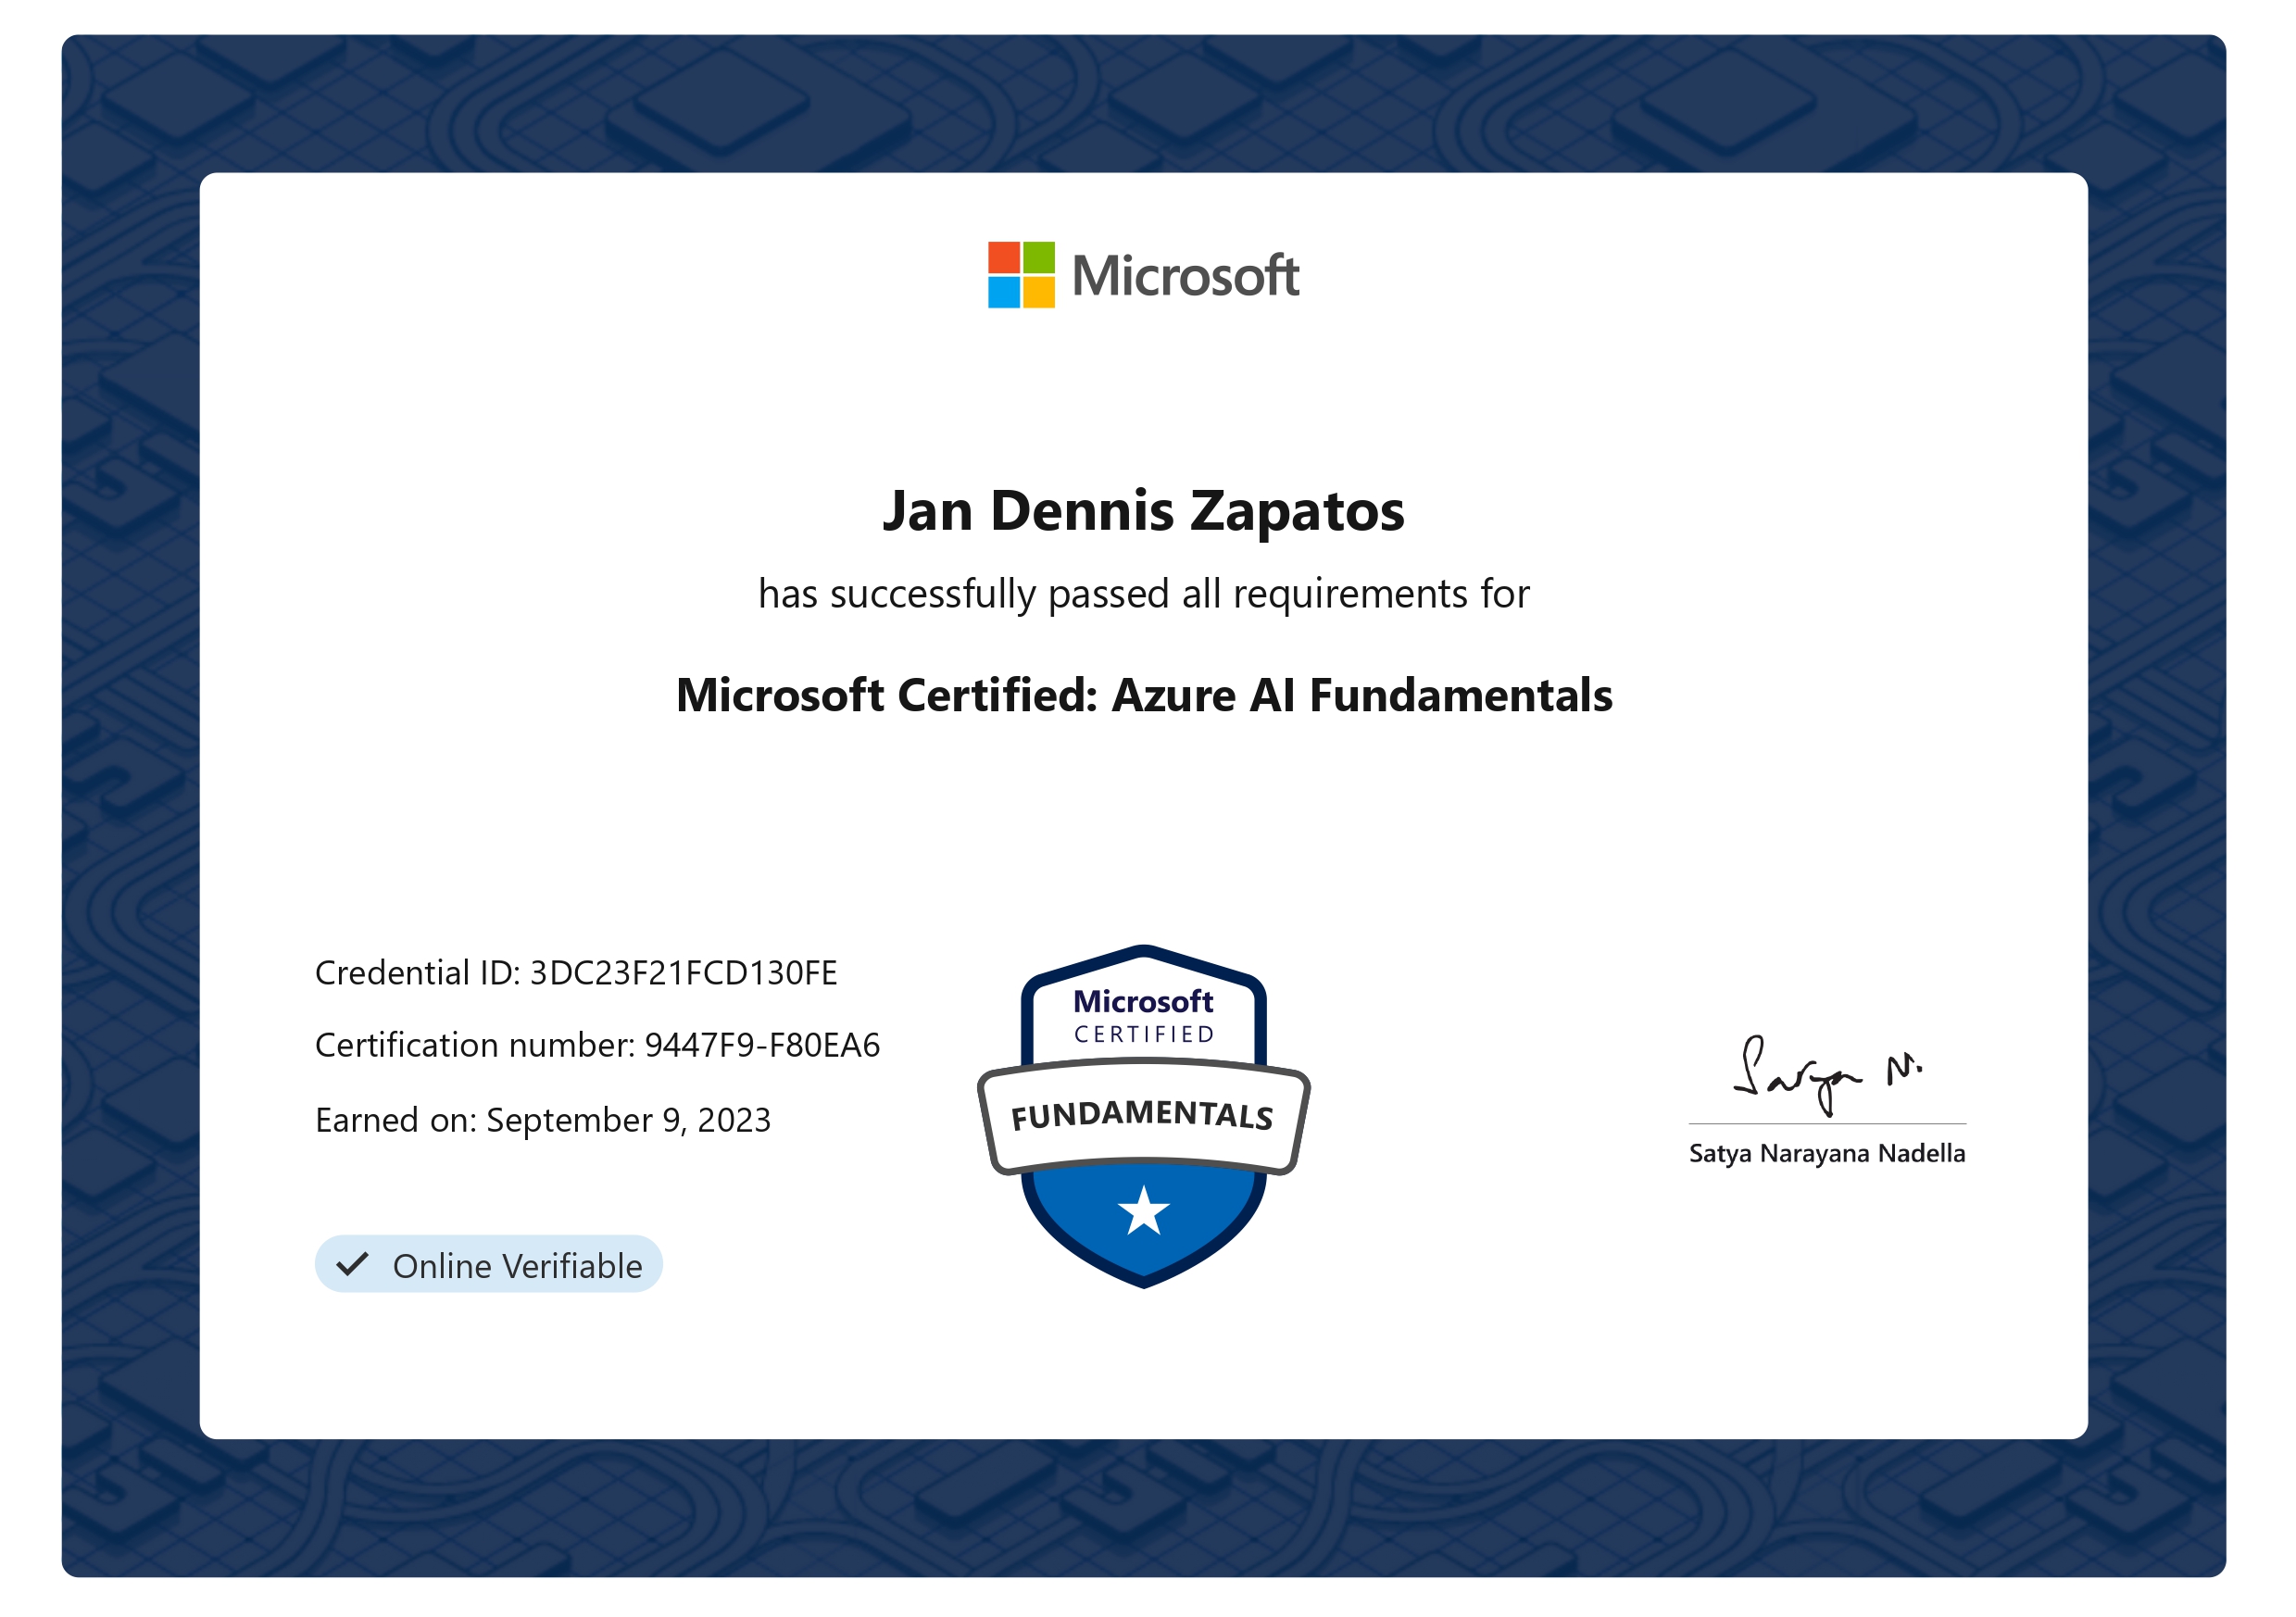 Microsoft
Jan Dennis Zapatos
has successfully passed all requirements for
Microsoft Certified: Azure AI Fundamentals
Credential ID: 3DC23F21FCD130FE
Certification number: 9447F9-F80EA6
Earned on: September 9, 2023
Online Verifiable
Microsoft
CERTIFIED
FUNDAMENTALS
Satya N.
Satya Narayana Nadella